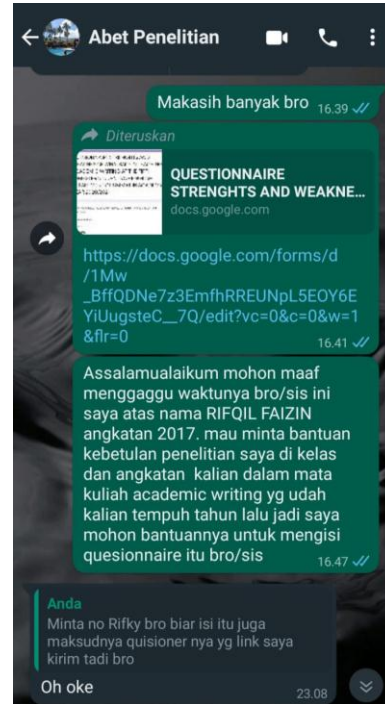 Abet Penelitian
Makasih banyak bro 16.39
Diteruskan
QUESTIONNAIRE
STRENGHTS AND WEAKNE...
docs.google.com
https://docs.google.com/forms/d
/1Mw
_BffQDNe7z3EmfhRREUNpL5EOY6E
YiUugsteC__7Q/edit?vc=0&c=0&w=1
&flr=0
16.41
Assalamualaikum mohon maaf
menggaggu waktunya bro/sis ini
saya atas nama RIFQIL FAIZIN
angkatan 2017. mau minta bantuan
kebetulan penelitian saya di kelas
dan angkatan kalian dalam mata
kuliah academic writing yg udah
kalian tempuh tahun lalu jadi saya
mohon bantuannya untuk mengisi
quesionnaire itu bro/sis
16.47
Anda
Minta no Rifky bro biar isi itu juga
maksudnya quisioner nya yg link saya
kirim tadi bro
Oh oke 23.08